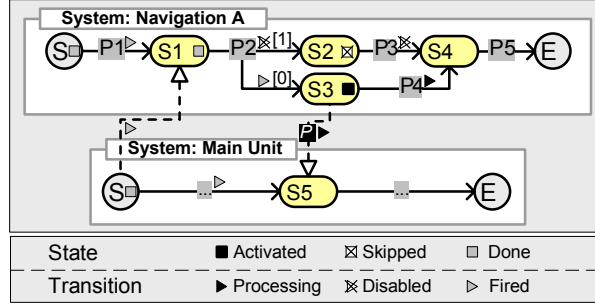 System: Navigation A
S P1 S1 P2 [1] S2 P3 S4 P5 E
[0] S3 P4
P
System: Main Unit
S ... S5 ... E
State Activated Skipped Done
Transition Processing Disabled Fired